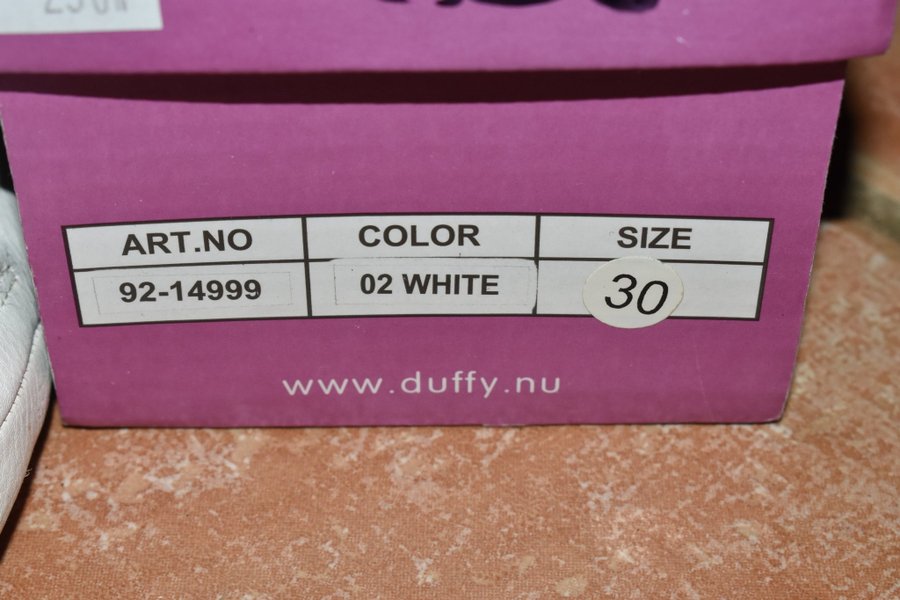 ART.NO COLOR SIZE
92-14999 02 WHITE 30
www.duffy.nu